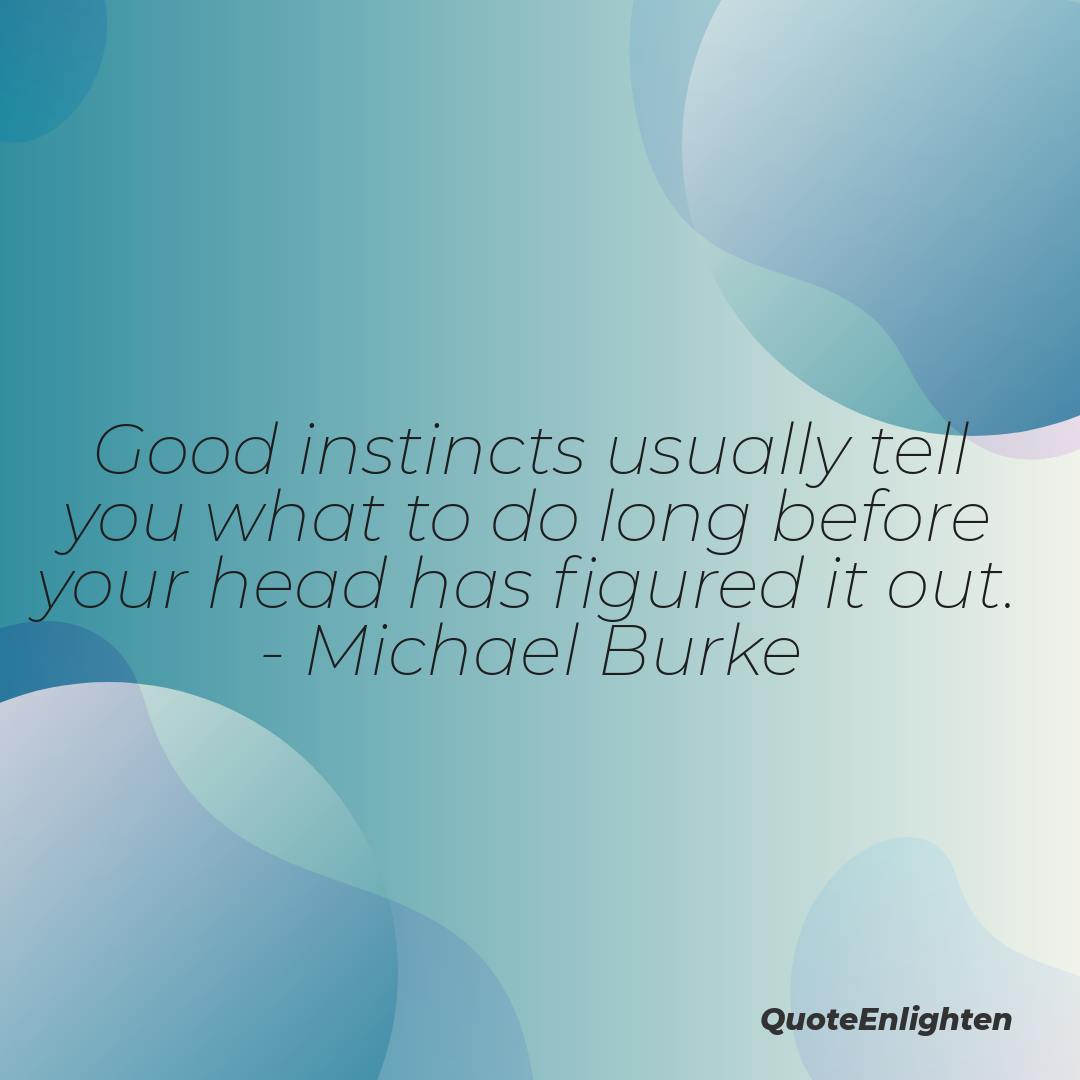 Good instincts usually tell
you what to do long before
your head has figured it out.
- Michael Burke
QuoteEnlighten